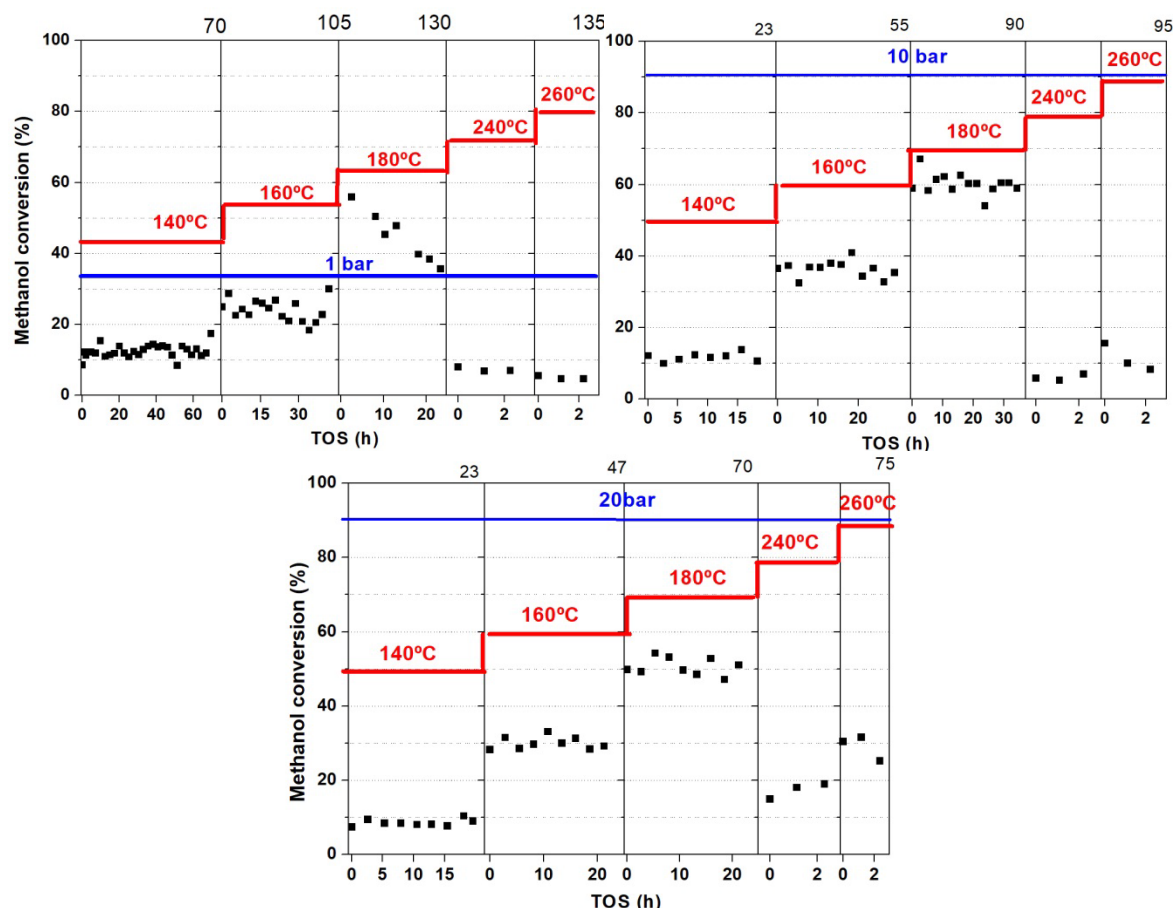 70 105 130 135
100
80
60
40
20
0
Methanol conversion (%)
140ºC
160ºC
180ºC
240ºC
260ºC
1 bar
0 20 40 60 0 15 30 0 10 20 0 2 0 2
TOS (h)
23 55 90 95
100
80
60
40
20
0
Methanol conversion (%)
10 bar
140ºC
160ºC
180ºC
240ºC
260ºC
0 5 10 15 0 10 20 0 10 20 30 0 2 0 2
TOS (h)
23 47 70 75
100
80
60
40
20
0
Methanol conversion (%)
20bar
140ºC
160ºC
180ºC
240ºC
260ºC
0 5 10 15 0 10 20 0 10 20 0 2 0 2
TOS (h)